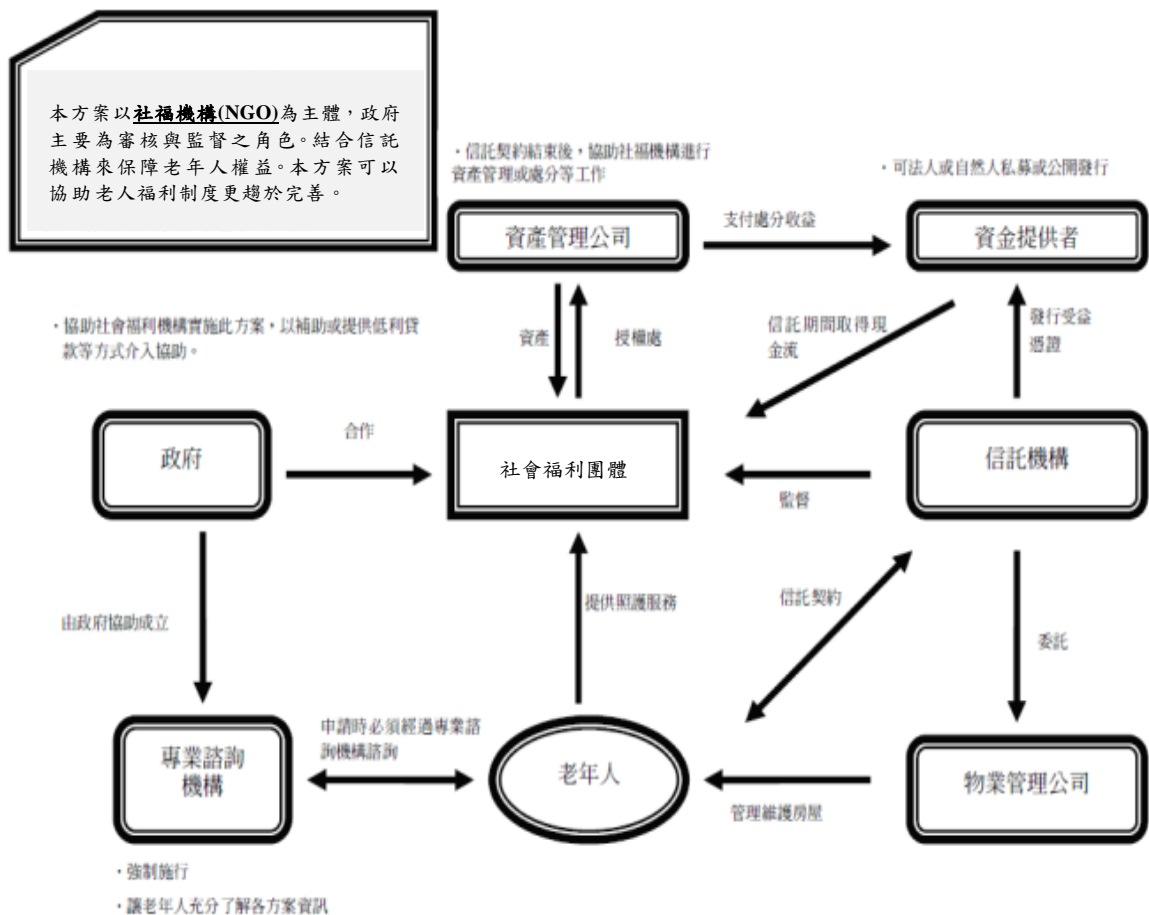 本方案以社福機構(NGO)為主體，政府
主要為審核與監督之角色。結合信託
機構來保障老年人權益。本方案可以
協助老人福利制度更趨於完善。
・信託契約結束後，協助社福機構進行
資產管理或處分等工作
・可法人或自然人私募或公開發行
資產管理公司
支付處分收益
資金提供者
・協助社會福利機構實施此方案，以補助或提供低利貸
款等方式介入協助。
資產
授權處
信託期間取得現
金流
發行受益
憑證
政府
合作
社會福利團體
監督
信託機構
由政府協助成立
提供照護服務
信託契約
委託
專業諮詢
機構
申請時必須經過專業諮
詢機構諮詢
老年人
管理維護房屋
物業管理公司
・強制施行
・讓老年人充分了解各方案資訊